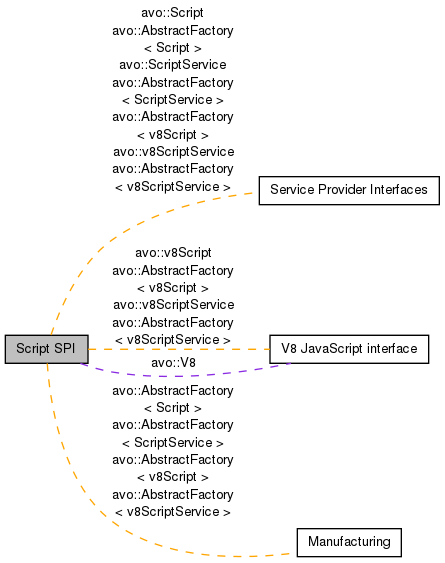 avo::Script
avo::AbstractFactory
< Script >
avo::ScriptService
avo::AbstractFactory
< ScriptService >
avo::AbstractFactory
< v8Script >
avo::v8ScriptService
avo::AbstractFactory
< v8ScriptService >
Service Provider Interfaces
avo::v8Script
avo::AbstractFactory
< v8Script >
avo::v8ScriptService
avo::AbstractFactory
< v8ScriptService >
Script SPI
V8 JavaScript interface
avo::V8
avo::AbstractFactory
< Script >
avo::AbstractFactory
< ScriptService >
avo::AbstractFactory
< v8Script >
avo::AbstractFactory
< v8ScriptService >
Manufacturing